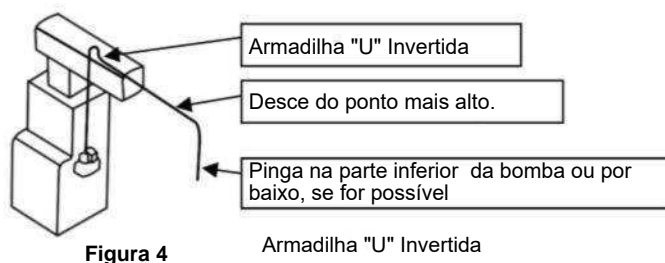 Armadilha "U" Invertida
Desce do ponto mais alto.
Pinga na parte inferior da bomba ou por
baixo, se for possível
Figura 4
Armadilha "U" Invertida